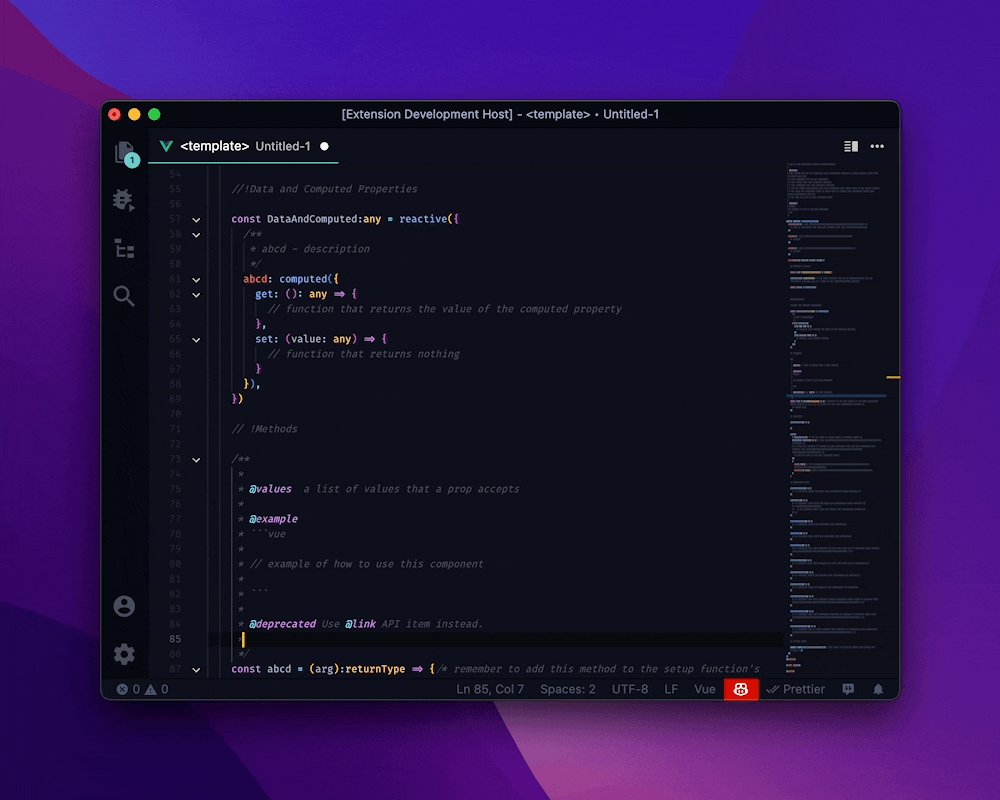 [Extension Development Host] - <template> • Untitled-1
1
<template> Untitled-1 ●
54
55 //!Data and Computed Properties
56
57 const DataAndComputed:any = reactive({
58 /**
59 * abcd - description
60 */
61 abcd: computed({
62 get: (): any ⇒ {
63 // function that returns the value of the computed property
64 },
65 set: (value: any) ⇒ {
66 // function that returns nothing
67 }
68 }),
69 })
70
71 // !Methods
72
73 /**
74 *
75 * @values  a list of values that a prop accepts
76 *
77 * @example
78 * ```vue
79 *
80 * // example of how to use this component
81 *
82 * ```
83 *
84 * @deprecated Use @link API item instead.
85 *
86 */
87 const abcd = (arg):returnType ⇒ {/* remember to add this method to the setup function's
0 0 Ln 85, Col 7 Spaces: 2 UTF-8 LF Vue Prettier